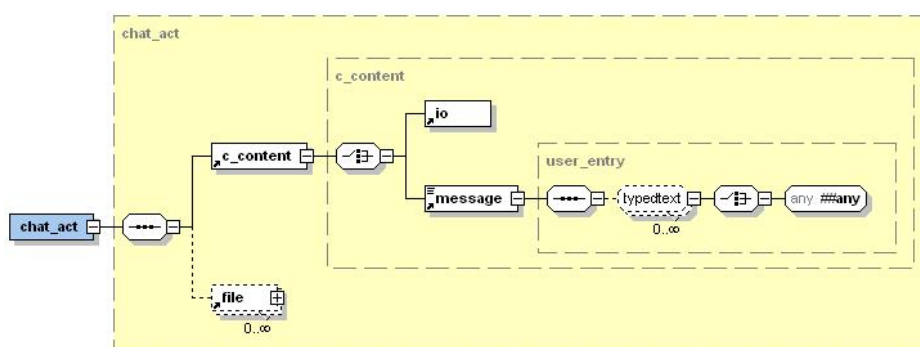 chat_act
c_content
io
c_content
user_entry
message
typedtext
any ##any
0..∞
chat_act
file
0..∞